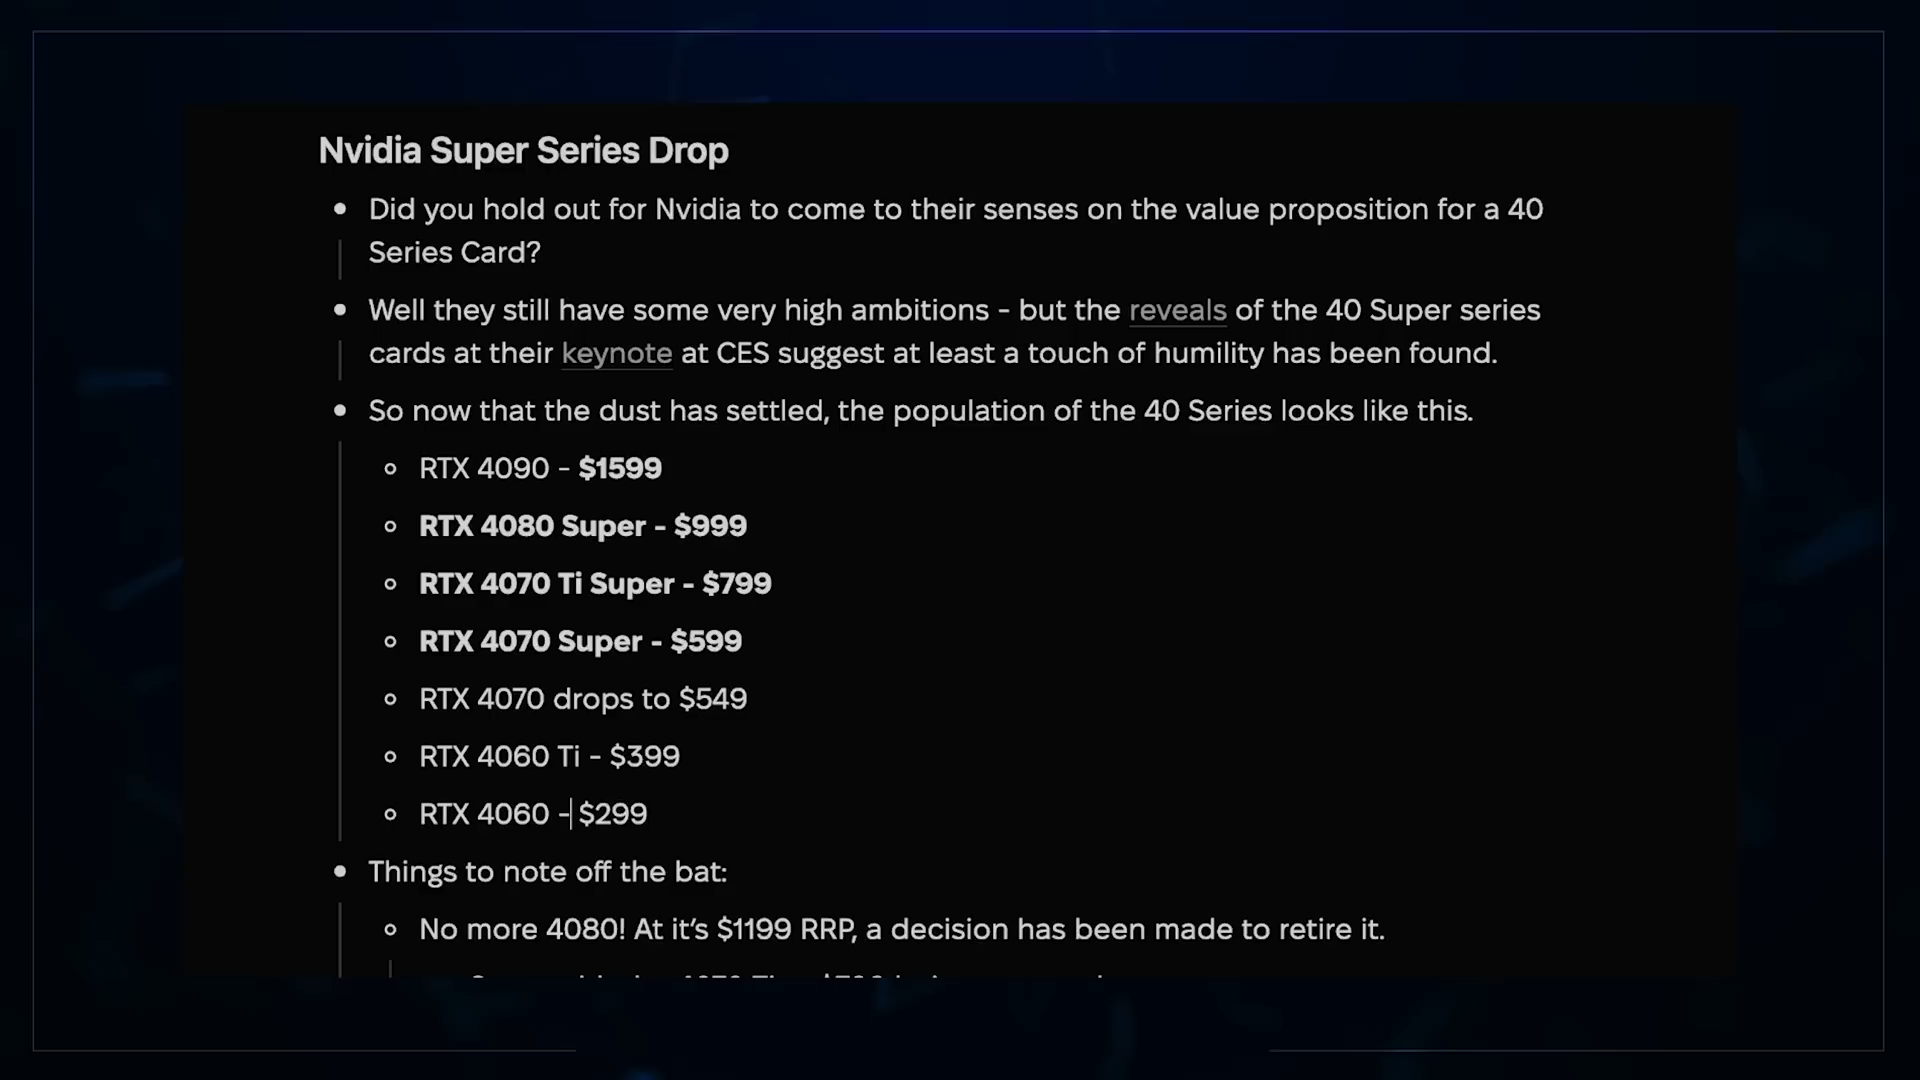 Nvidia Super Series Drop
• Did you hold out for Nvidia to come to their senses on the value proposition for a 40
Series Card?
• Well they still have some very high ambitions - but the reveals of the 40 Super series
cards at their keynote at CES suggest at least a touch of humility has been found.
• So now that the dust has settled, the population of the 40 Series looks like this.
◦ RTX 4090 - $1599
◦ RTX 4080 Super - $999
◦ RTX 4070 Ti Super - $799
◦ RTX 4070 Super - $599
◦ RTX 4070 drops to $549
◦ RTX 4060 Ti - $399
◦ RTX 4060 - $299
• Things to note off the bat:
◦ No more 4080! At it's $1199 RRP, a decision has been made to retire it.